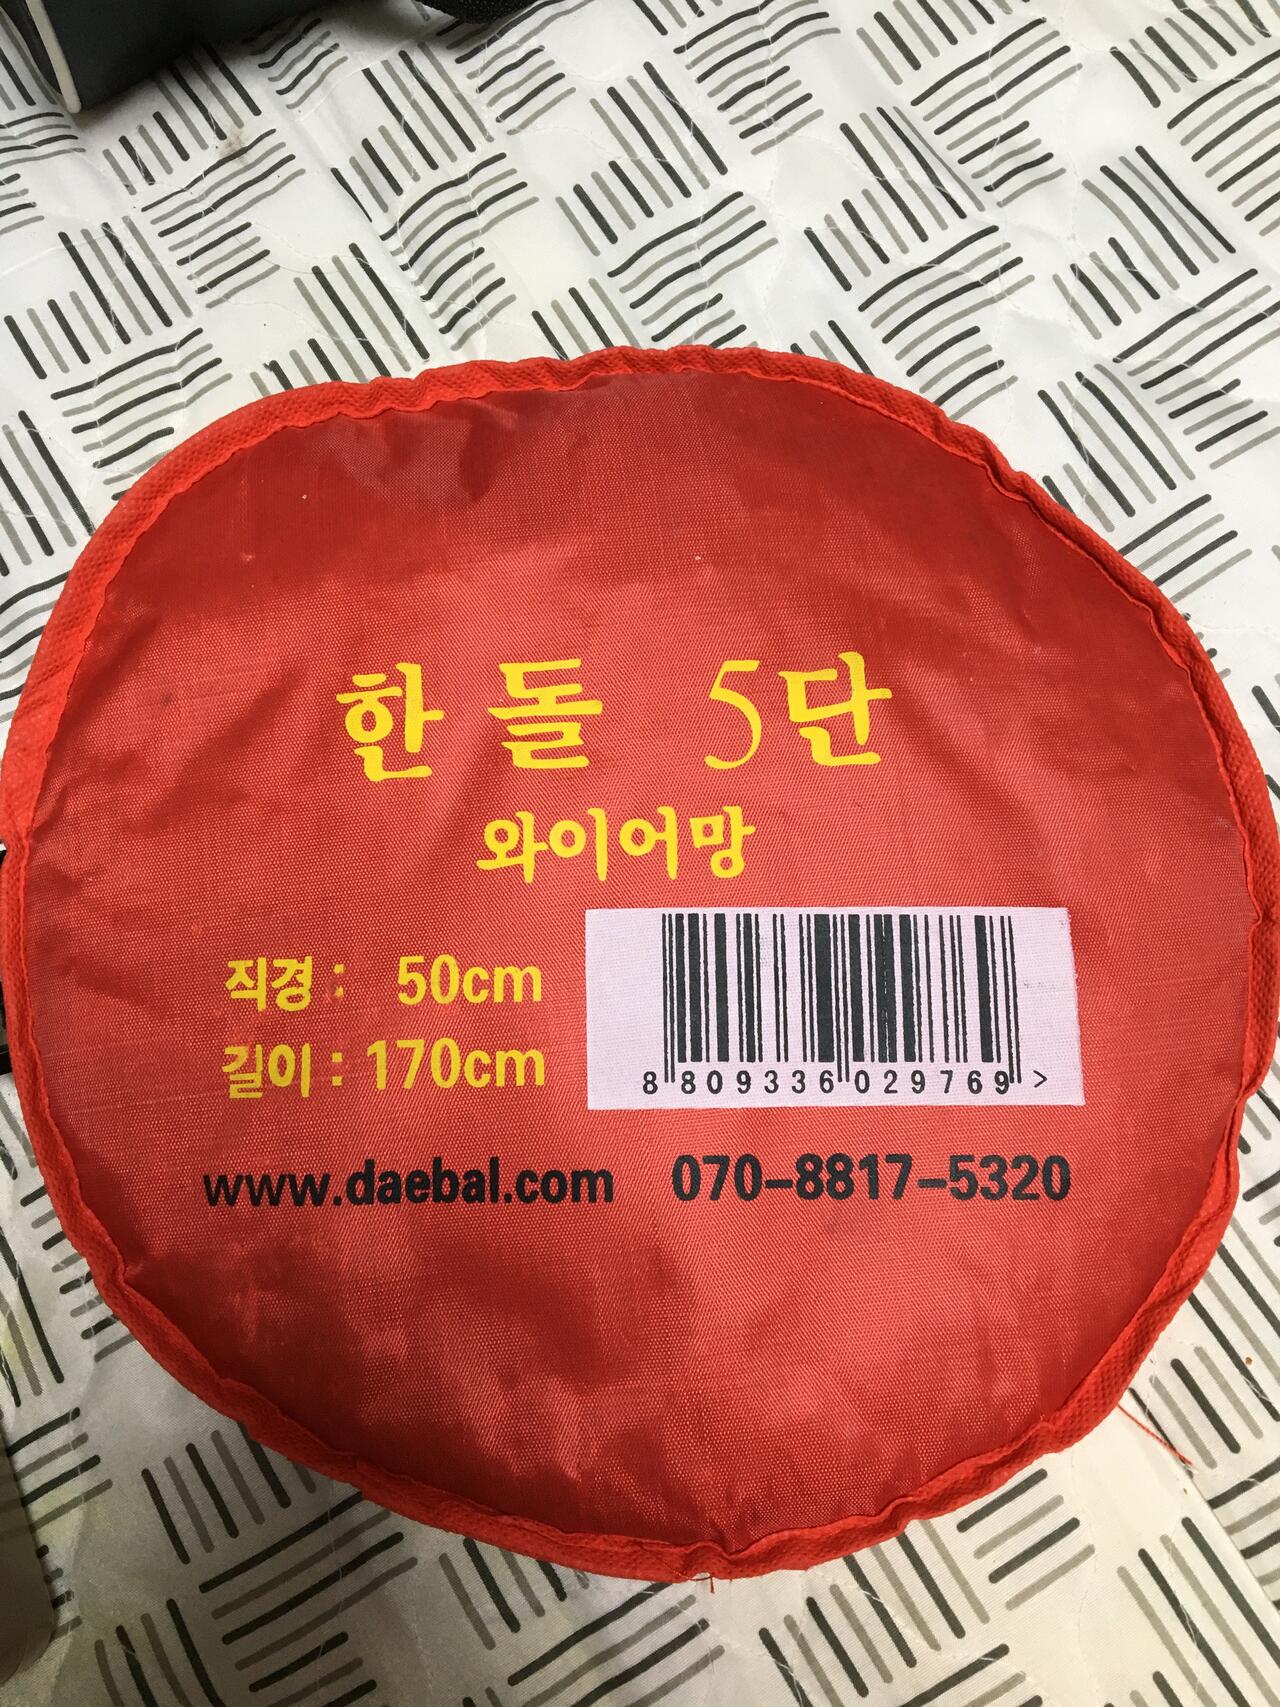 한돌 5단
와이어망
직경 : 50cm
길이 : 170cm
8 809336 029769 >
www.daebal.com 070-8817-5320